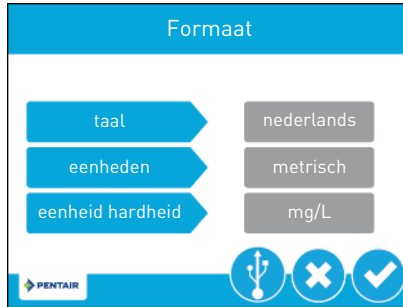 Formaat
taal
nederlands
eenheden
metrisch
eenheid hardheid
mg/L
PENTAIR